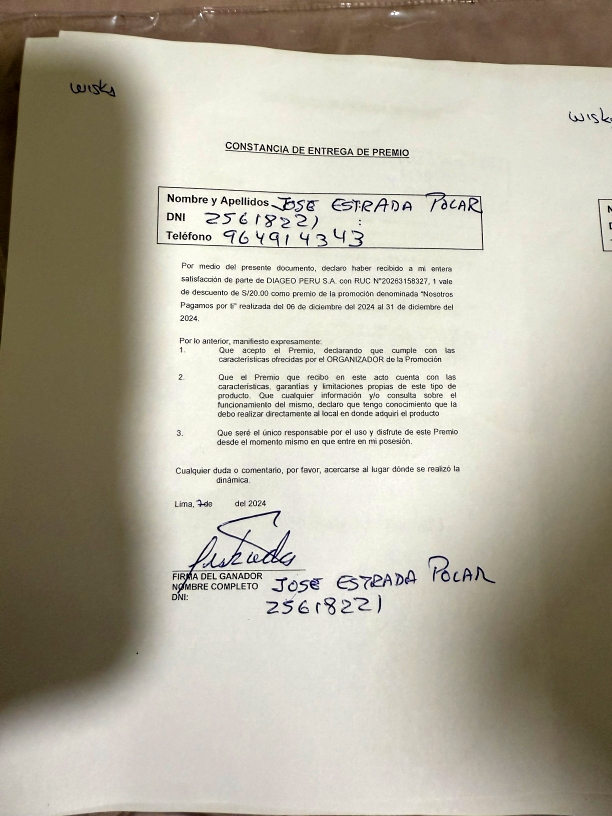 wisks
wisk
CONSTANCIA DE ENTREGA DE PREMIO
Nombre y Apellidos JOSE ESTRADA POLAR
DNI 25618221
Teléfono 964914343
Por medio del presente documento, declaro haber recibido a mi entera
satisfacción de parte de DIAGEO PERU S.A. con RUC N°20263158327, 1 vale
de descuento de S/20.00 como premio de la promoción denominada "Nosotros
Pagamos por ti" realizada del 06 de diciembre del 2024 al 31 de diciembre del
2024.
Por lo anterior, manifiesto expresamente:
1. Que acepto el Premio, declarando que cumple con las
características ofrecidas por el ORGANIZADOR de la Promoción
2. Que el Premio que recibo en este acto cuenta con las
características, garantías y limitaciones propias de este tipo de
producto. Que cualquier información y/o consulta sobre el
funcionamiento del mismo, declaro que tengo conocimiento que la
debo realizar directamente al local en donde adquirí el producto
3. Que seré el único responsable por el uso y disfrute de este Premio
desde el momento mismo en que entre en mi posesión.
Cualquier duda o comentario, por favor, acercarse al lugar dónde se realizó la
dinámica.
Lima, 7 de del 2024
FIRMA DEL GANADOR
NOMBRE COMPLETO JOSE ESTRADA POLAR
DNI: 25618221